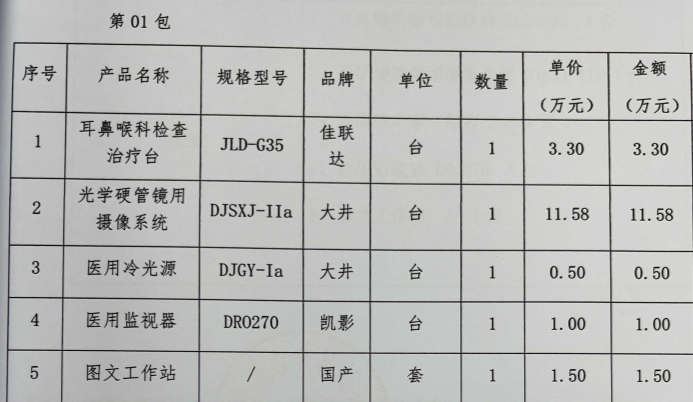 第 01 包
序号 产品名称 规格型号 品牌 单位 数量 单价（万元） 金额（万元）
1 耳鼻喉科检查治疗台 JLD-G35 佳联达 台 1 3.30 3.30
2 光学硬管镜用摄像系统 DJSXJ-IIa 大井 台 1 11.58 11.58
3 医用冷光源 DJGY-Ia 大井 台 1 0.50 0.50
4 医用监视器 DRO270 凯影 台 1 1.00 1.00
5 图文工作站 / 国产 套 1 1.50 1.50